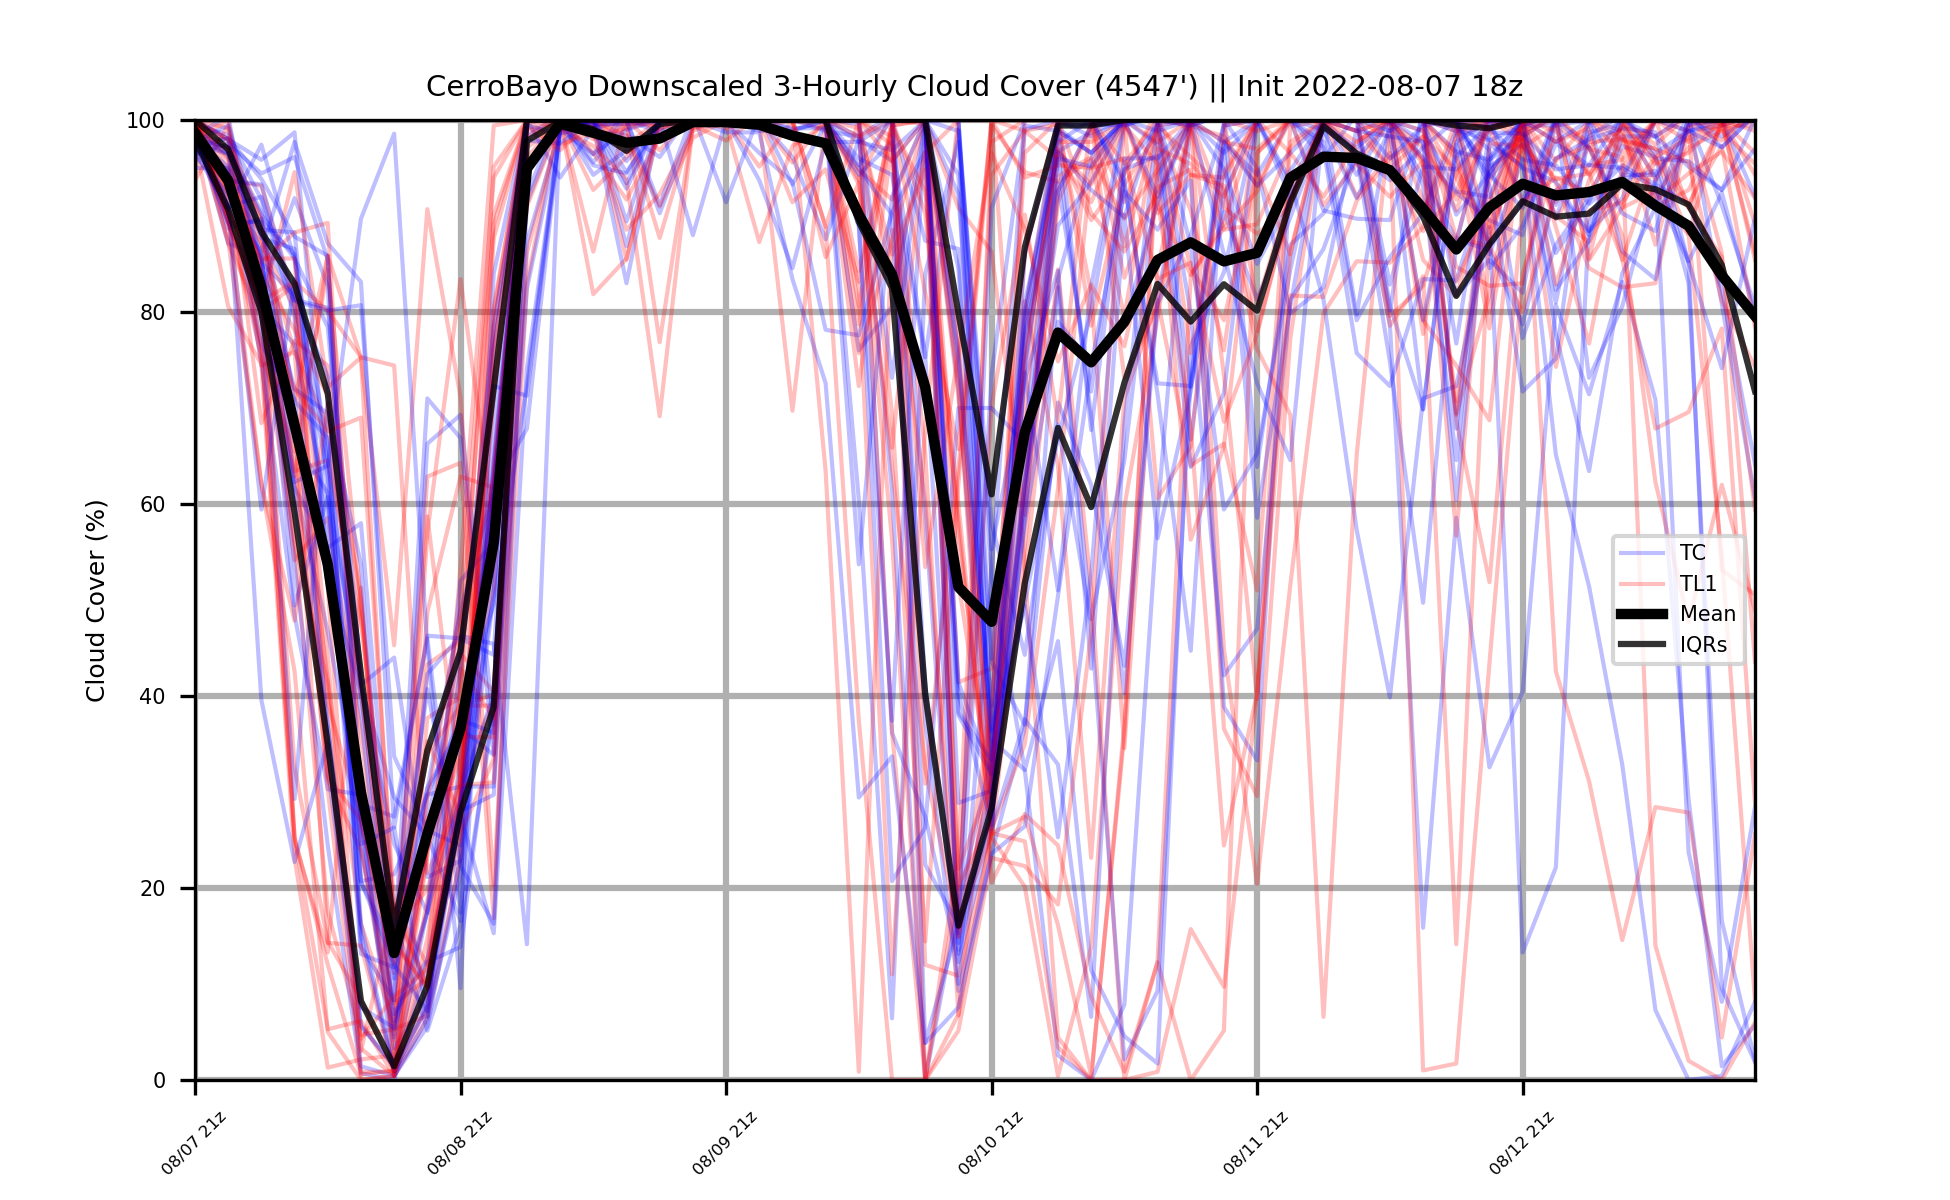 CerroBayo Downscaled 3-Hourly Cloud Cover (4547') || Init 2022-08-07 18z
Cloud Cover (%)
100
80
60
40
20
0
TC
TL1
Mean
IQRs
08/07 21z
08/08 21z
08/09 21z
08/10 21z
08/11 21z
08/12 21z